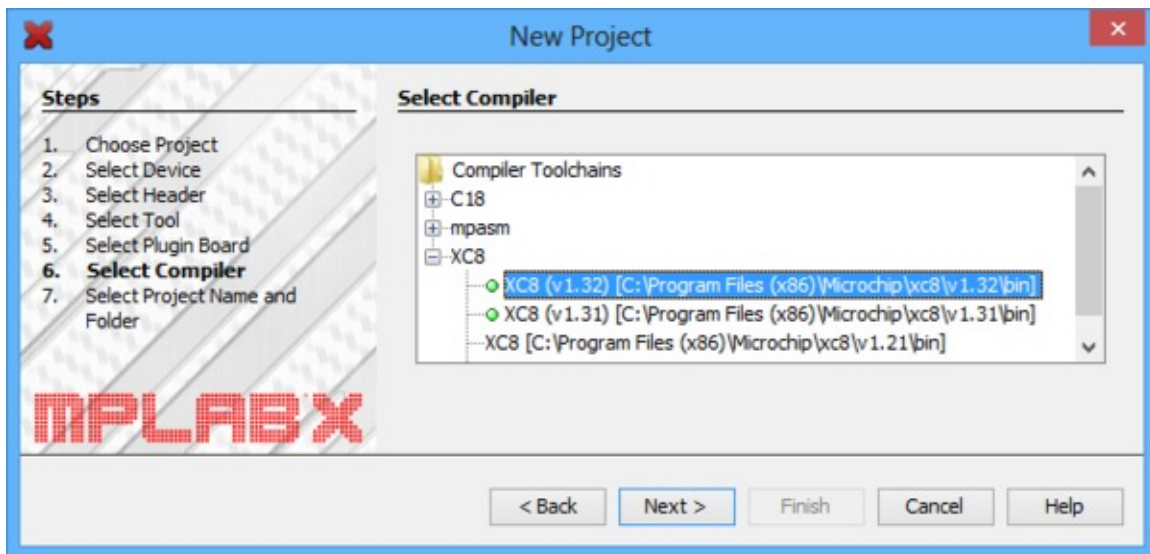 New Project
Steps
1. Choose Project
2. Select Device
3. Select Header
4. Select Tool
5. Select Plugin Board
6. Select Compiler
7. Select Project Name and
Folder
MPLAB X
Select Compiler
Compiler Toolchains
C18
mpasm
XC8
XC8 (v1.32) [C:\Program Files (x86)\Microchip\xc8\v1.32\bin]
XC8 (v1.31) [C:\Program Files (x86)\Microchip\xc8\v1.31\bin]
XC8 [C:\Program Files (x86)\Microchip\xc8\v1.21\bin]
< Back Next > Finish Cancel Help